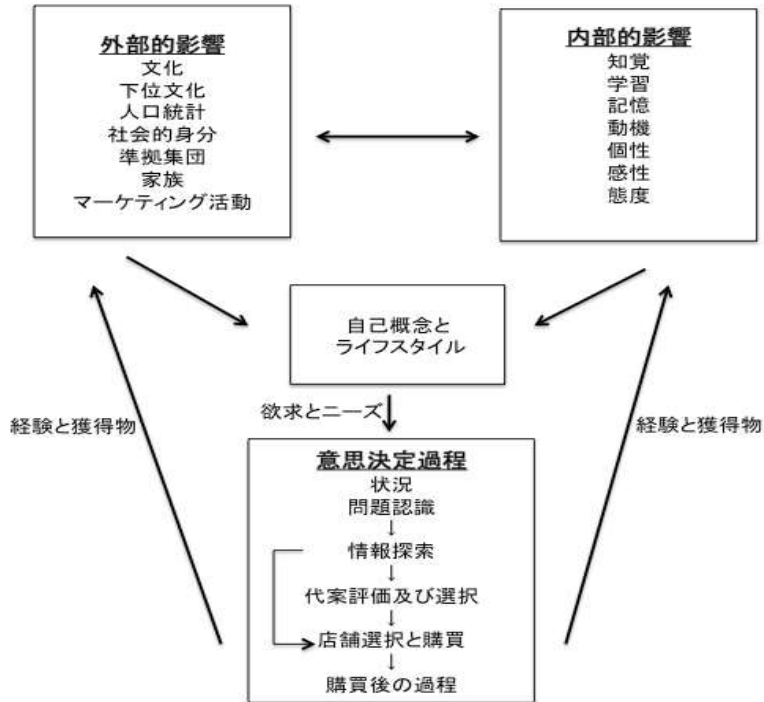 外部的影響
文化
下位文化
人口統計
社会的身分
準拠集団
家族
マーケティング活動
内部的影響
知覚
学習
記憶
動機
個性
感性
態度
自己概念と
ライフスタイル
欲求とニーズ
経験と獲得物
経験と獲得物
意思決定過程
状況
問題認識
↓
情報探索
↓
代案評価及び選択
↓
店舗選択と購買
↓
購買後の過程